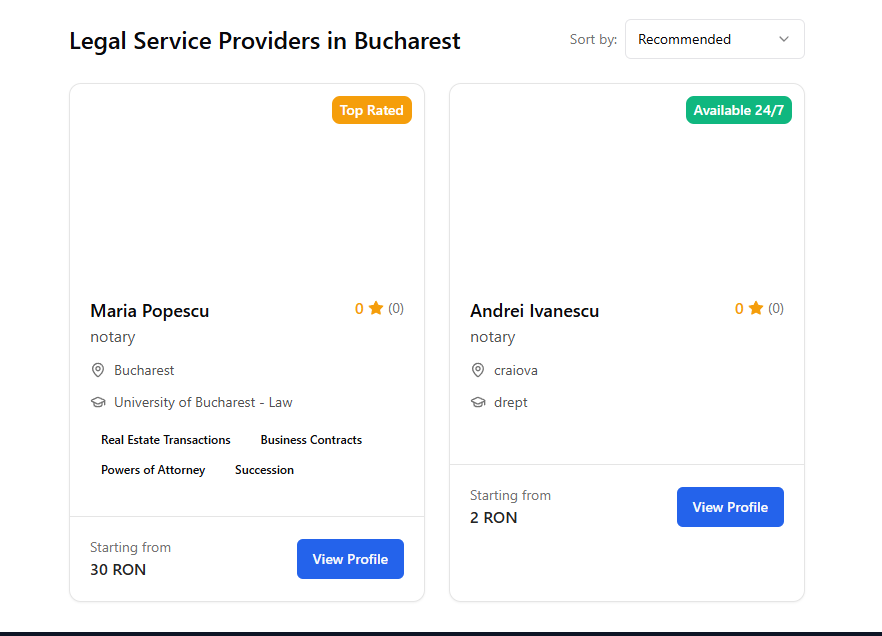 Legal Service Providers in Bucharest
Sort by: Recommended
Top Rated
Maria Popescu
0 (0)
notary
Bucharest
University of Bucharest - Law
Real Estate Transactions Business Contracts
Powers of Attorney Succession
Starting from
30 RON
View Profile
Available 24/7
Andrei Ivanescu
0 (0)
notary
craiova
drept
Starting from
2 RON
View Profile